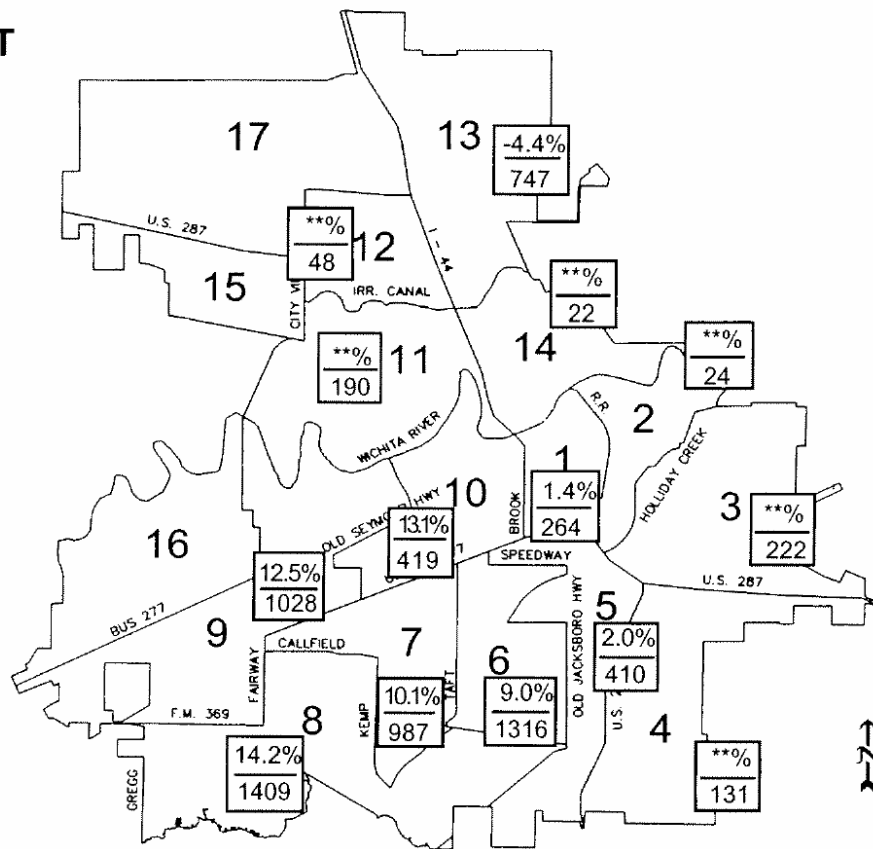 T
17
13
-4.4%
747
U.S. 287
**%
48
12
I - 44
15
CITY VI
IRR. CANAL
**%
22
**%
190
11
14
**%
24
R.R.
2
WICHITA RIVER
HOLLIDAY CREEK
1
10
OLD SEYMO HWY
BROOK
1.4%
264
3
**%
222
16
13.1%
419
7
SPEEDWAY
12.5%
1028
U.S. 287
BUS 277
9
CALLFIELD
7
5
2.0%
410
OLD JACKSBORO HWY
FAIRWAY
6
TAFT
KEMP
10.1%
987
9.0%
1316
F.M. 369
8
U.S. 2
4
14.2%
1409
GREGG
**%
131